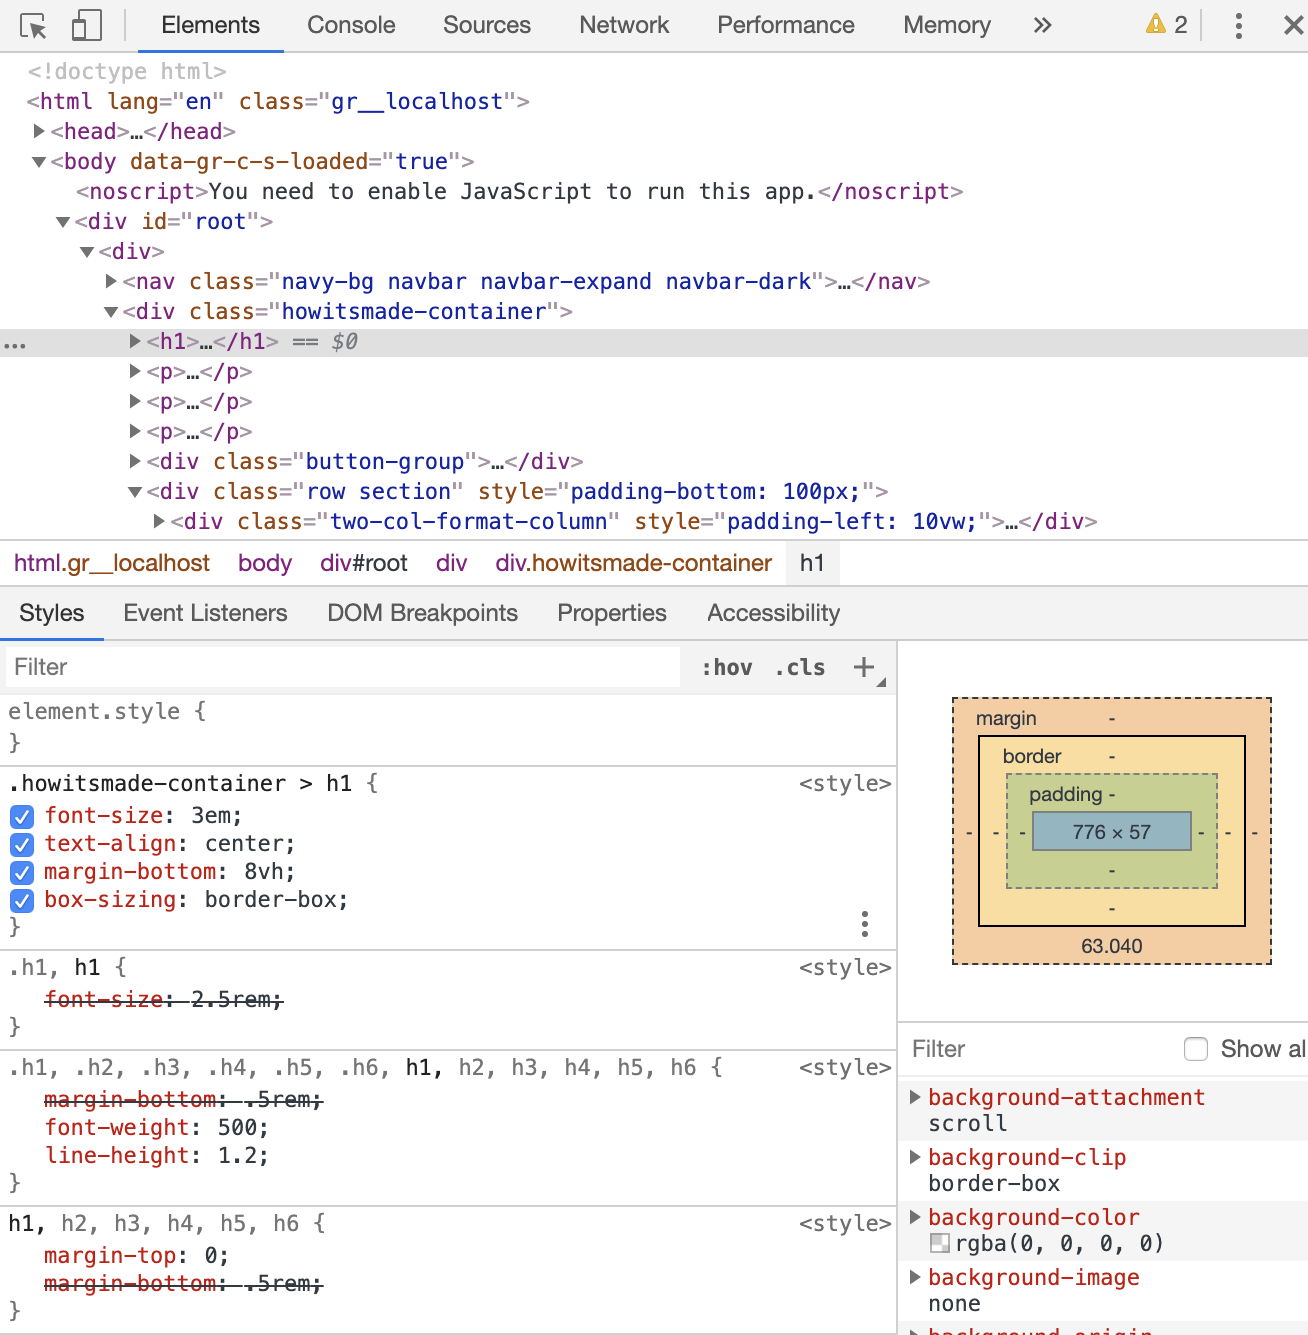 Elements Console Sources Network Performance Memory » 2
<!doctype html>
<html lang="en" class="gr__localhost">
<head>…</head>
<body data-gr-c-s-loaded="true">
<noscript>You need to enable JavaScript to run this app.</noscript>
<div id="root">
<div>
<nav class="navy-bg navbar navbar-expand navbar-dark">…</nav>
<div class="howitsmade-container">
<h1>…</h1> == $0
<p>…</p>
<p>…</p>
<p>…</p>
<div class="button-group">…</div>
<div class="row section" style="padding-bottom: 100px;">
<div class="two-col-format-column" style="padding-left: 10vw;">…</div>
html.gr__localhost body div#root div div.howitsmade-container h1
Styles Event Listeners DOM Breakpoints Properties Accessibility
Filter :hov .cls +
element.style {
}
.howitsmade-container > h1 { <style>
font-size: 3em;
text-align: center;
margin-bottom: 8vh;
box-sizing: border-box;
}
.h1, h1 { <style>
font-size: 2.5rem;
}
.h1, .h2, .h3, .h4, .h5, .h6, h1, h2, h3, h4, h5, h6 { <style>
margin-bottom: .5rem;
font-weight: 500;
line-height: 1.2;
}
h1, h2, h3, h4, h5, h6 { <style>
margin-top: 0;
margin-bottom: .5rem;
}
margin -
border -
padding -
- - - 776 × 57 - - -
-
-
63.040
Filter Show al
background-attachment
scroll
background-clip
border-box
background-color
rgba(0, 0, 0, 0)
background-image
none
background-origin